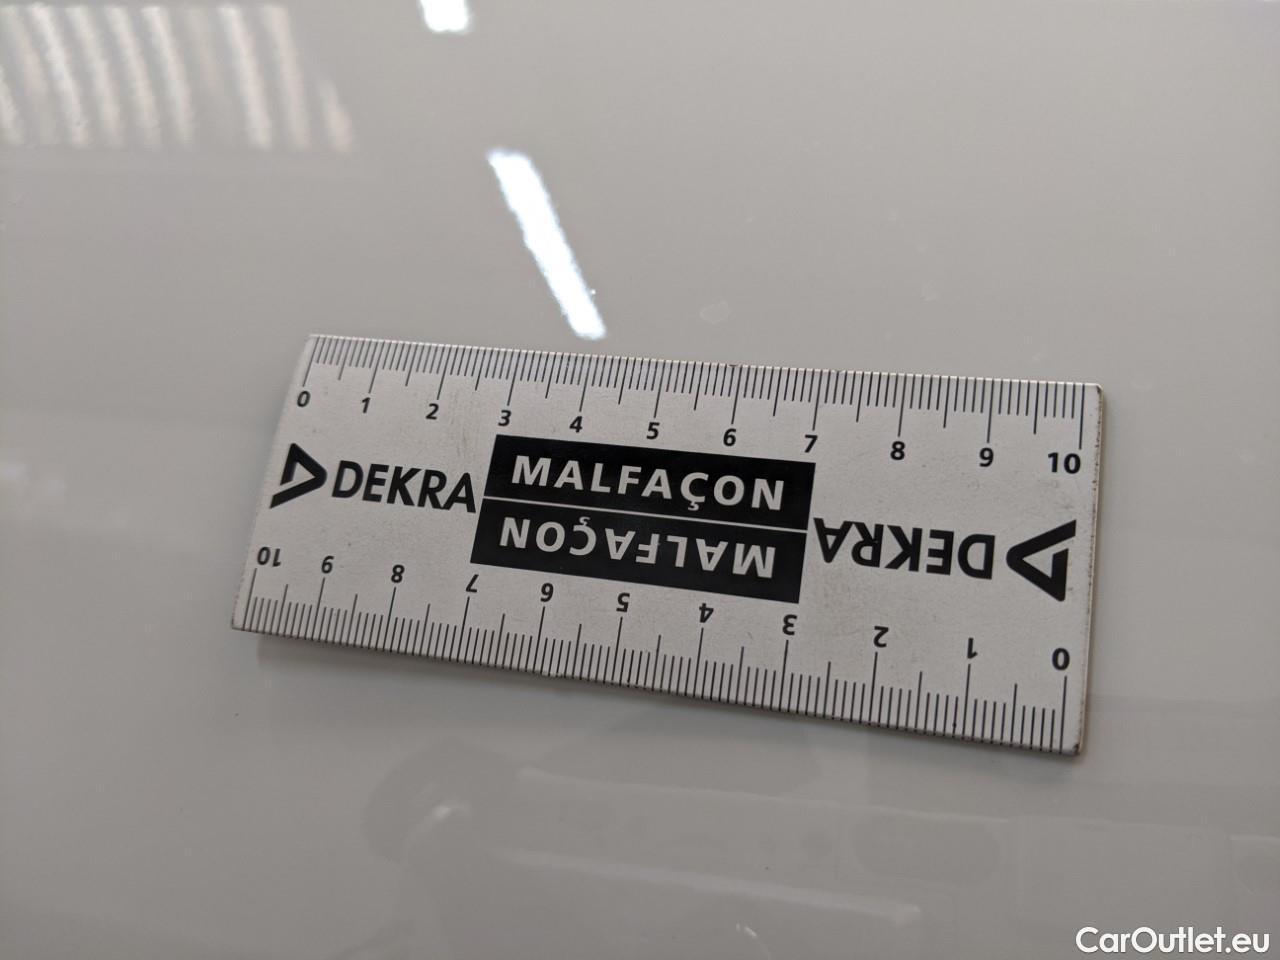 0 1 2 3 4 5 6 7 8 9 10
DEKRA MALFAÇON
MALFAÇON DEKRA
10 9 8 7 6 5 4 3 2 1 0
CarOutlet.eu